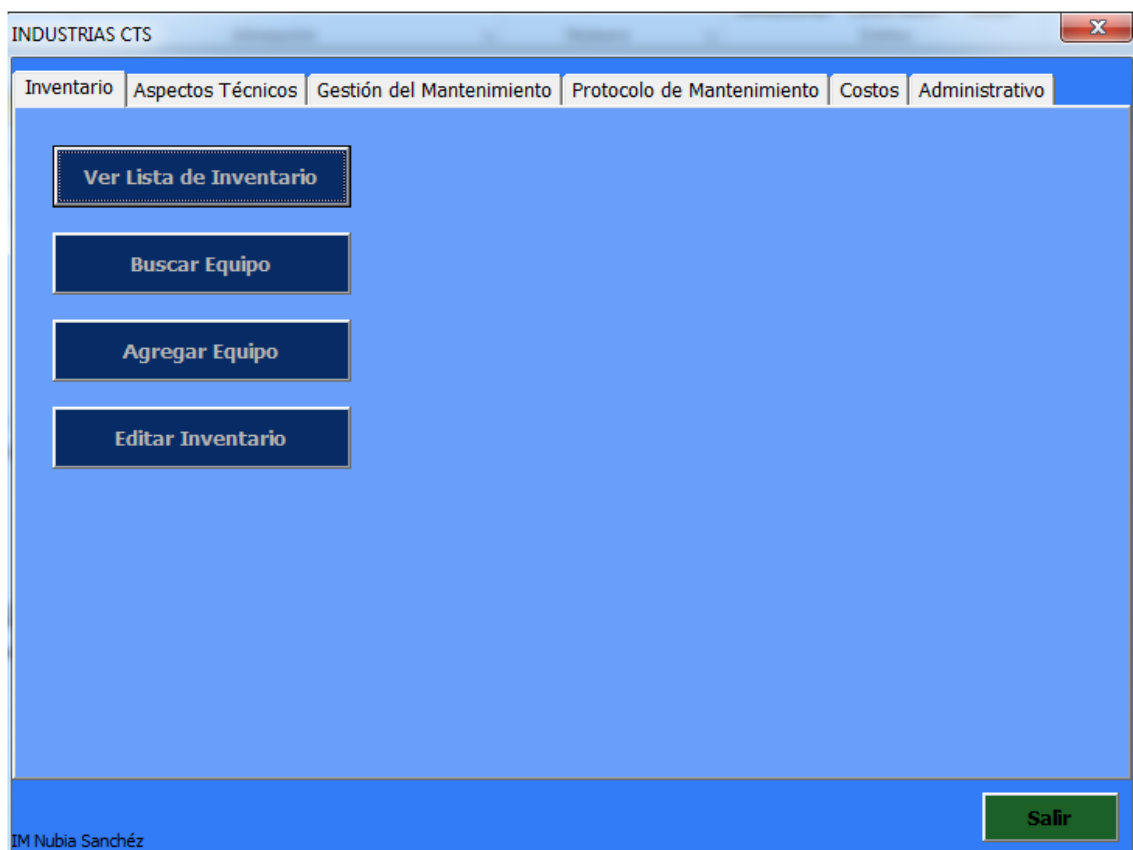 INDUSTRIAS CTS
Inventario Aspectos Técnicos Gestión del Mantenimiento Protocolo de Mantenimiento Costos Administrativo
Ver Lista de Inventario
Buscar Equipo
Agregar Equipo
Editar Inventario
Salir
IM Nubia Sanchéz